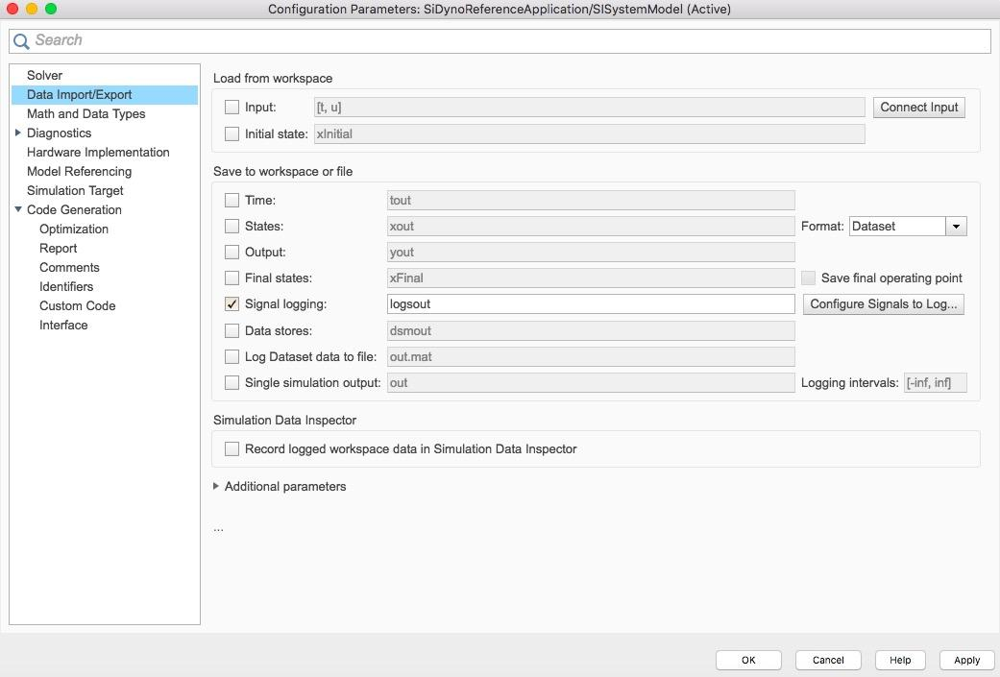 Configuration Parameters: SiDynoReferenceApplication/SISystemModel (Active)
Search
Solver
Data Import/Export
Math and Data Types
Diagnostics
Hardware Implementation
Model Referencing
Simulation Target
Code Generation
Optimization
Report
Comments
Identifiers
Custom Code
Interface
Load from workspace
Input: [t, u] Connect Input
Initial state: xInitial
Save to workspace or file
Time: tout
States: xout Format: Dataset
Output: yout
Final states: xFinal Save final operating point
Signal logging: logsout Configure Signals to Log...
Data stores: dsmout
Log Dataset data to file: out.mat
Single simulation output: out Logging intervals: [-inf, inf]
Simulation Data Inspector
Record logged workspace data in Simulation Data Inspector
Additional parameters
...
OK Cancel Help Apply